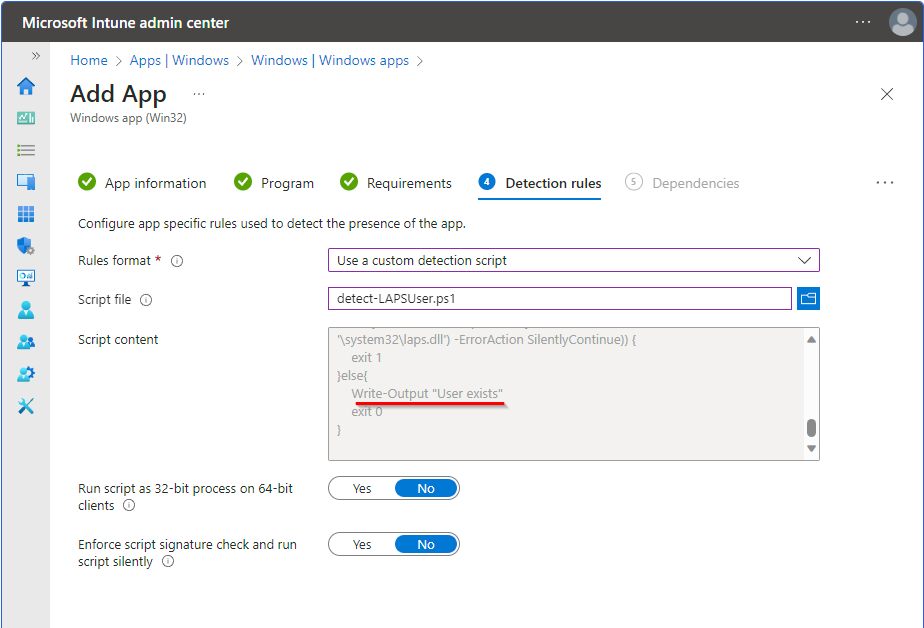 Microsoft Intune admin center
Home > Apps | Windows > Windows | Windows apps >
Add App
Windows app (Win32)
App information
Program
Requirements
4 Detection rules
5 Dependencies
Configure app specific rules used to detect the presence of the app.
Rules format *
Use a custom detection script
Script file
detect-LAPSUser.ps1
Script content
'\system32\laps.dll') -ErrorAction SilentlyContinue)) {
exit 1
}else{
Write-Output "User exists"
exit 0
}
Run script as 32-bit process on 64-bit
clients
Yes No
Enforce script signature check and run
script silently
Yes No